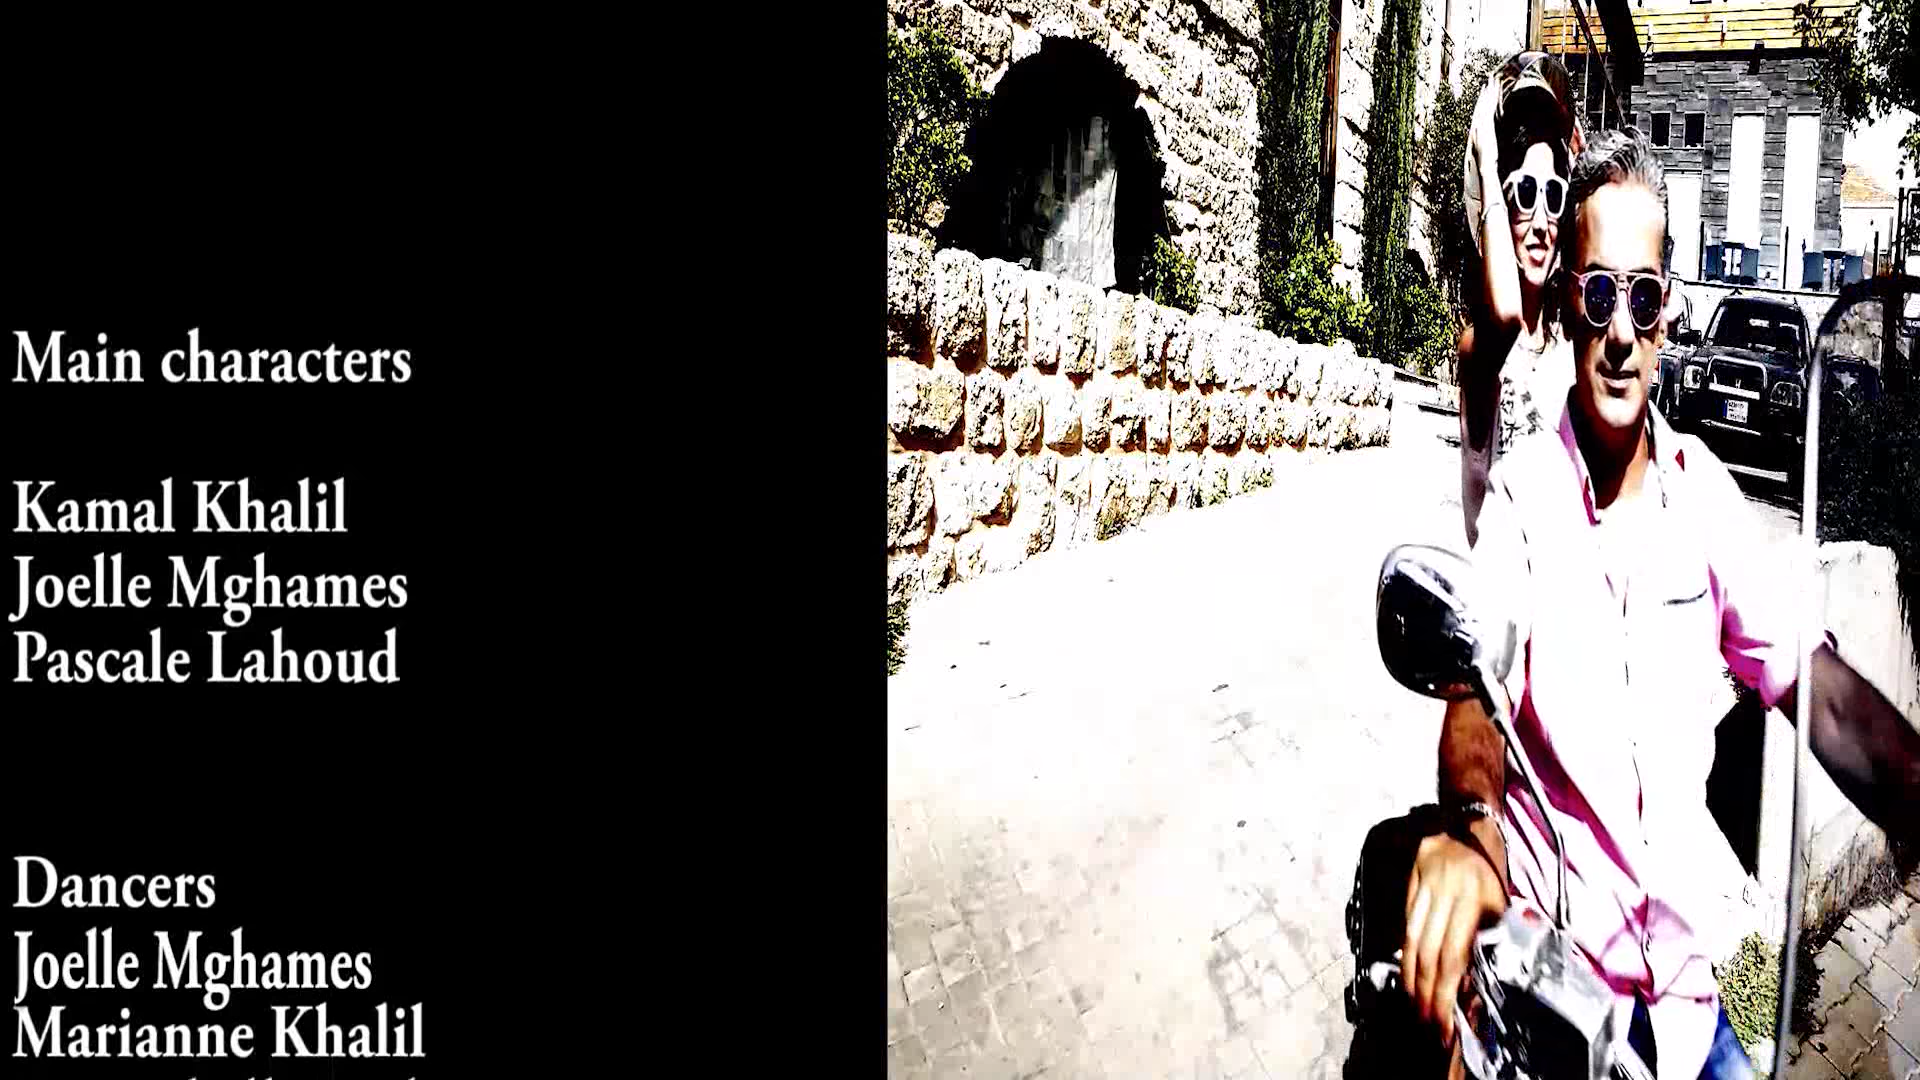 Main characters
Kamal Khalil
Joelle Mghames
Pascale Lahoud
Dancers
Joelle Mghames
Marianne Khalil